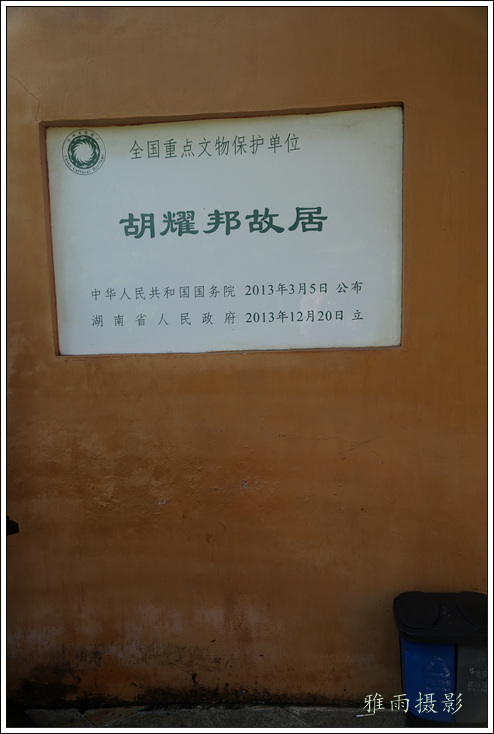 全国重点文物保护单位
胡耀邦故居
中华人民共和国国务院 2013年3月5日 公布
湖南省人民政府 2013年12月20日 立
雅雨摄影